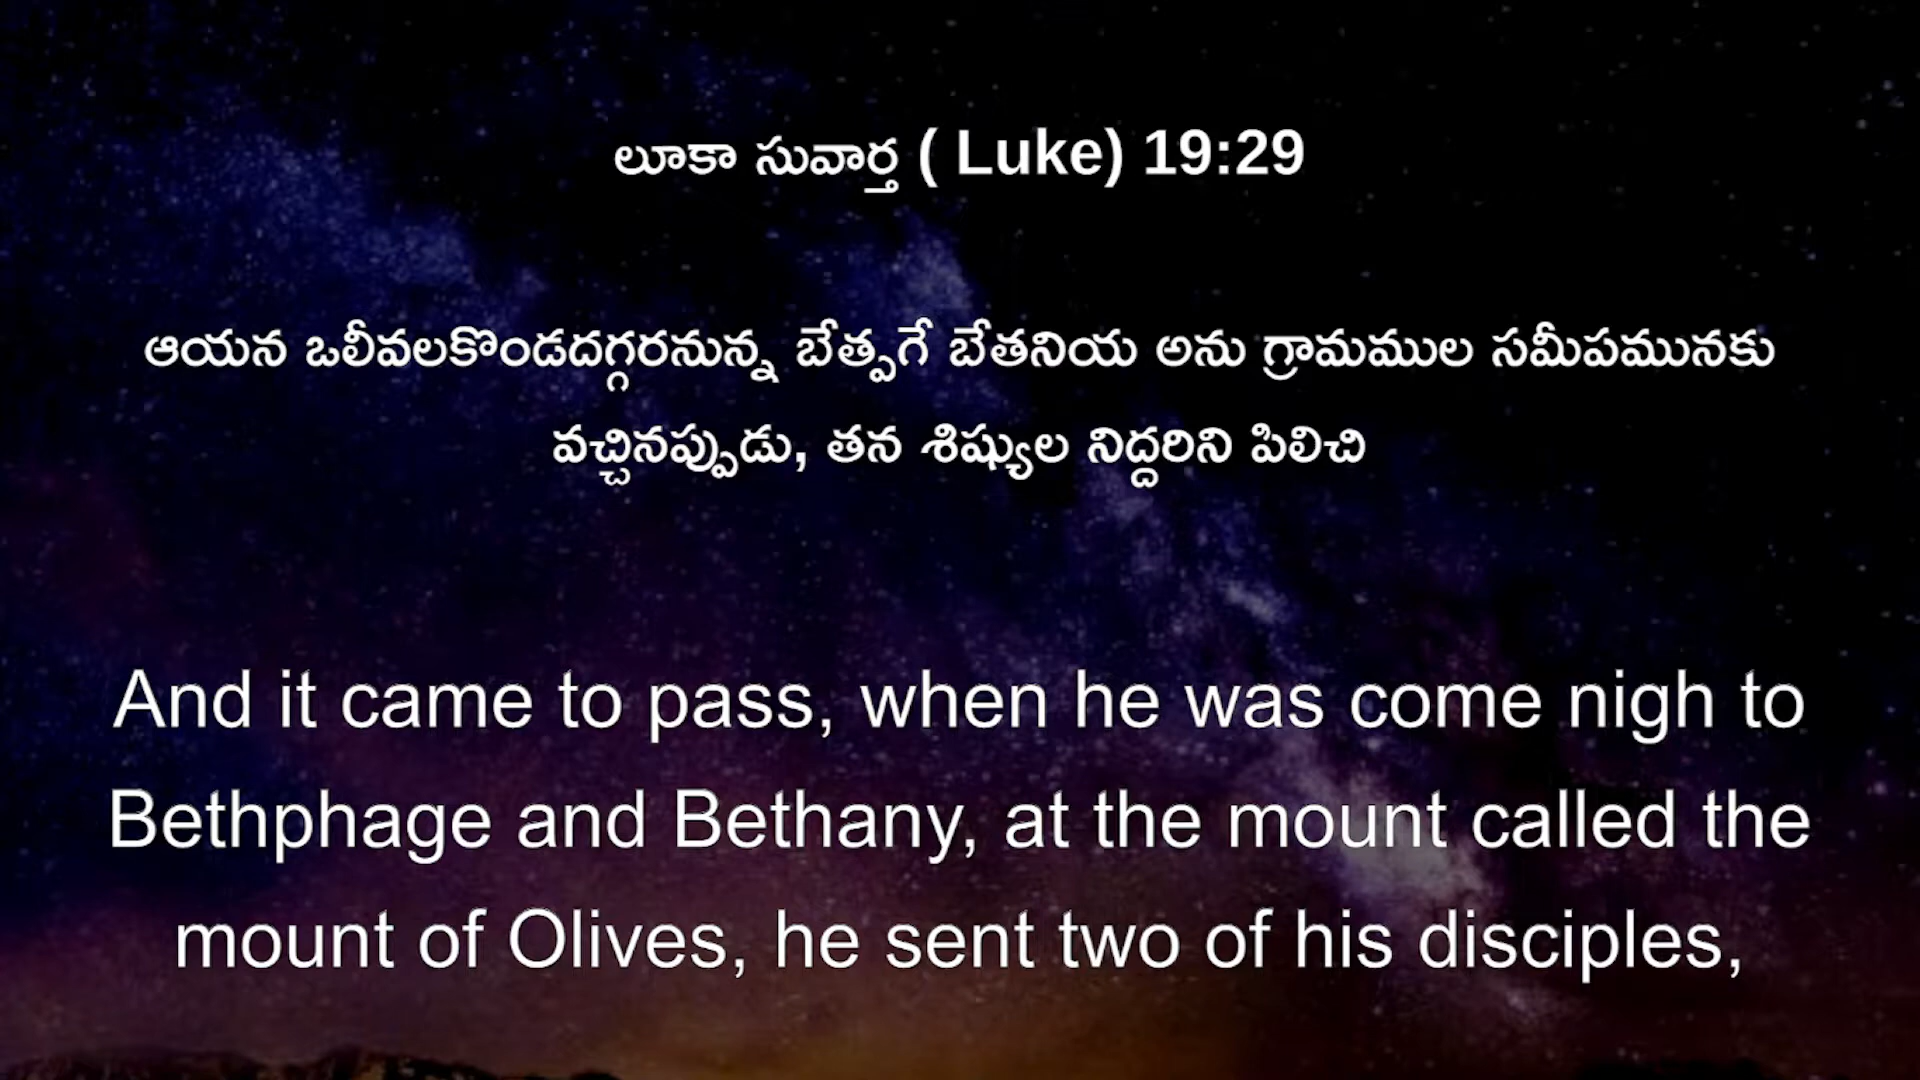 లూకా సువార్త ( Luke) 19:29
ఆయన ఒలీవలకొండదగ్గరనున్న బేత్పగే బేతనియ అను గ్రామముల సమీపమునకు
వచ్చినప్పుడు, తన శిష్యుల నిద్దరిని పిలిచి
And it came to pass, when he was come nigh to
Bethphage and Bethany, at the mount called the
mount of Olives, he sent two of his disciples,